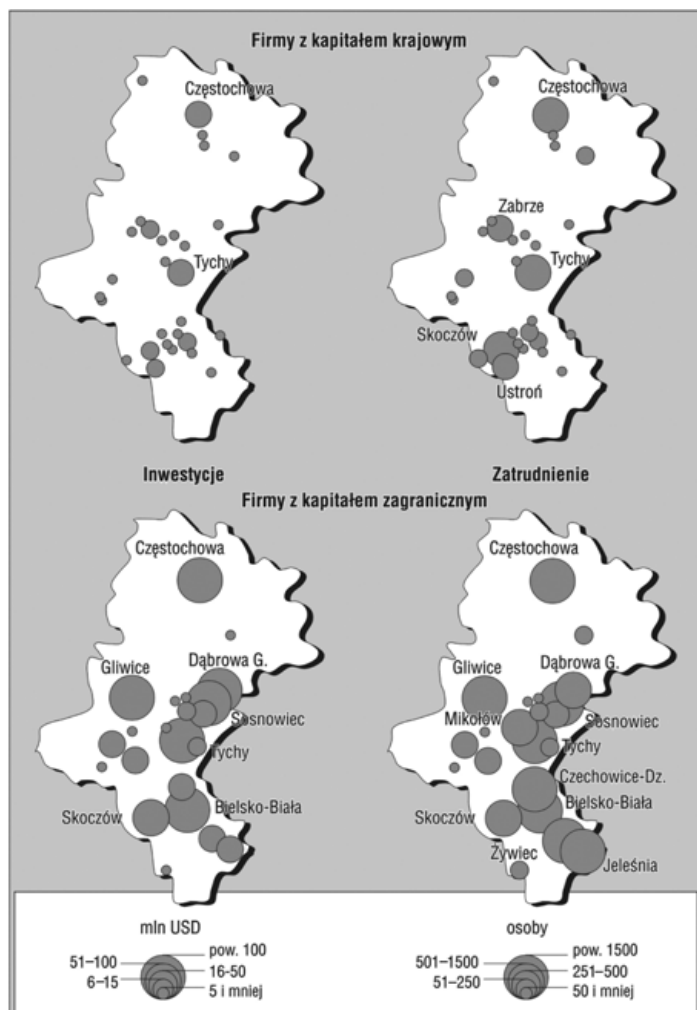 Firmy z kapitałem krajowym
Częstochowa
Tychy
Częstochowa
Zabrze
Tychy
Skoczów
Ustroń
Inwestycje
Zatrudnienie
Firmy z kapitałem zagranicznym
Częstochowa
Gliwice
Dąbrowa G.
Sosnowiec
Tychy
Skoczów
Bielsko-Biała
Częstochowa
Gliwice
Dąbrowa G.
Mikołów
Sosnowiec
Tychy
Czechowice-Dz.
Bielsko-Biała
Skoczów
Żywiec
Jeleśnia
mln USD
pow. 100
51–100
16-50
6–15
5 i mniej
osoby
pow. 1500
501–1500
251–500
51–250
50 i mniej